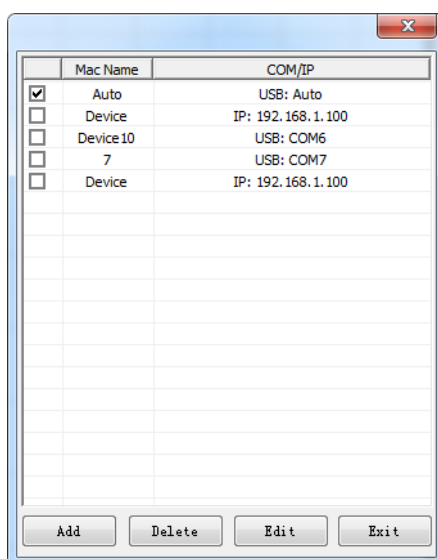 Mac Name COM/IP
Auto USB: Auto
Device IP: 192.168.1.100
Device10 USB: COM6
7 USB: COM7
Device IP: 192.168.1.100
Add Delete Edit Exit